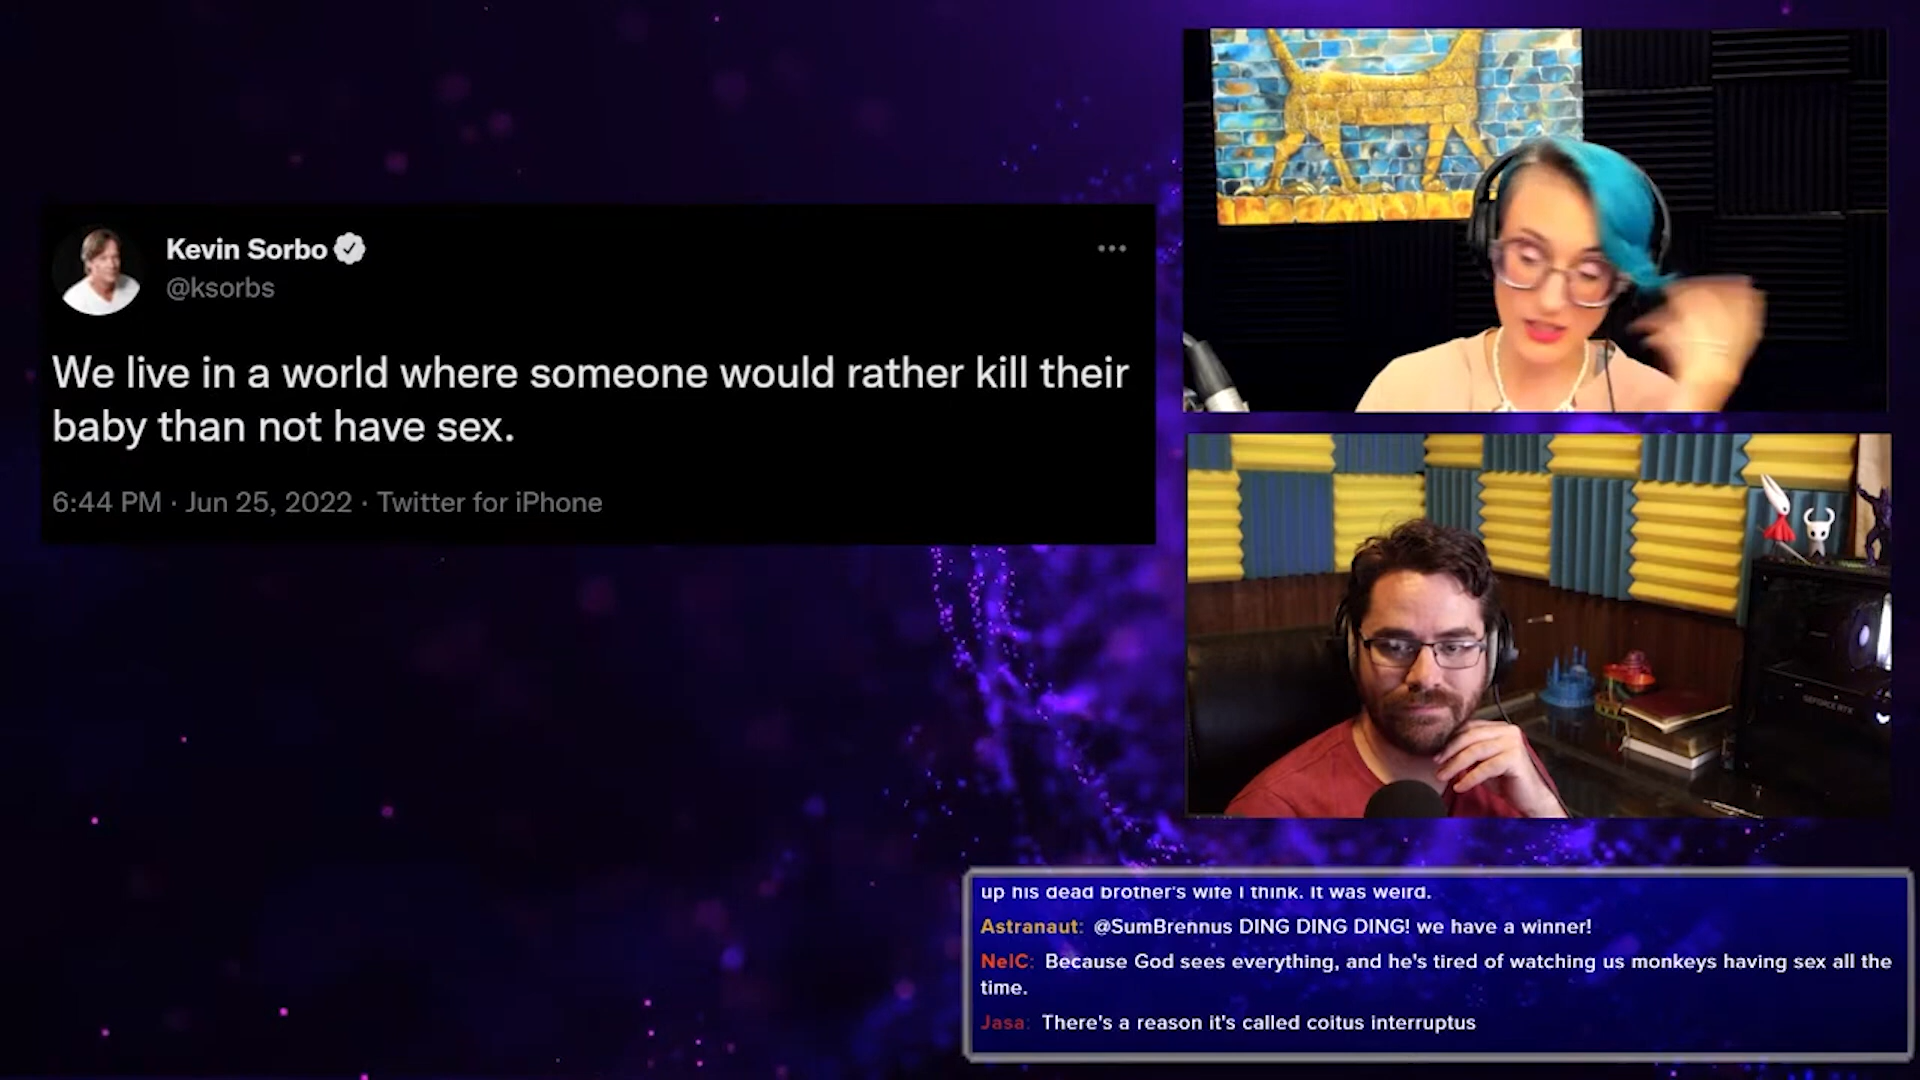 Kevin Sorbo
@ksorbs
We live in a world where someone would rather kill their
baby than not have sex.
6:44 PM · Jun 25, 2022 · Twitter for iPhone
GEFORCE RTX
up his dead brother's wife I think. It was weird.
Astranaut: @SumBrennus DING DING DING! we have a winner!
NelC: Because God sees everything, and he's tired of watching us monkeys having sex all the
time.
Jasa: There's a reason it's called coitus interruptus